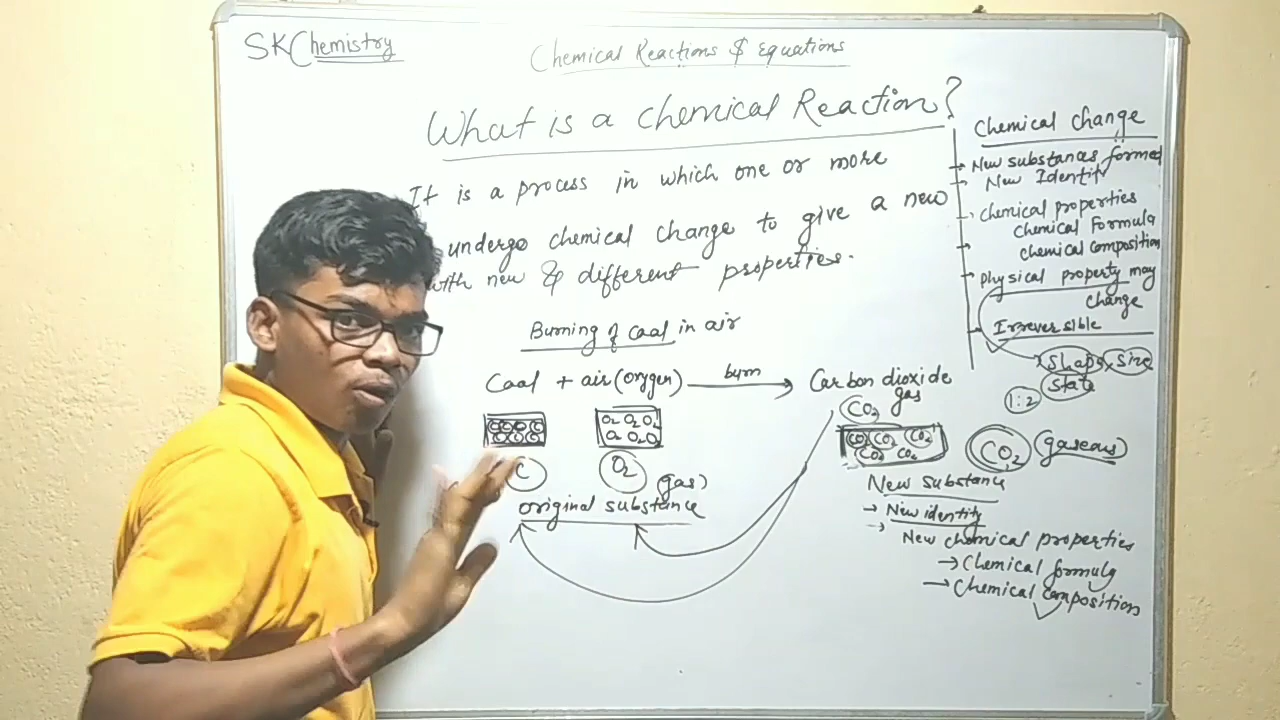 SKChemistry
Chemical Reactions & Equations
What is a chemical Reaction?
It is a process in which one or more
undergo chemical change to give a new
with new & different properties.
Burning of coal in air
Coal + air (oxygen) burn Carbon dioxide
gas
CO2
O2 O2 O2
O2 O2
CO2 CO2
CO2 CO2
C
O2
(gas)
original substance
CO2 (gaseous)
New substance
→ New identity
→ New chemical properties
→ Chemical formula
→ Chemical composition
Chemical change
→ New substances formed
New Identity
chemical properties
chemical Formula
chemical composition
Physical property may
change
Irreversible
Shape, Size
State
1:2